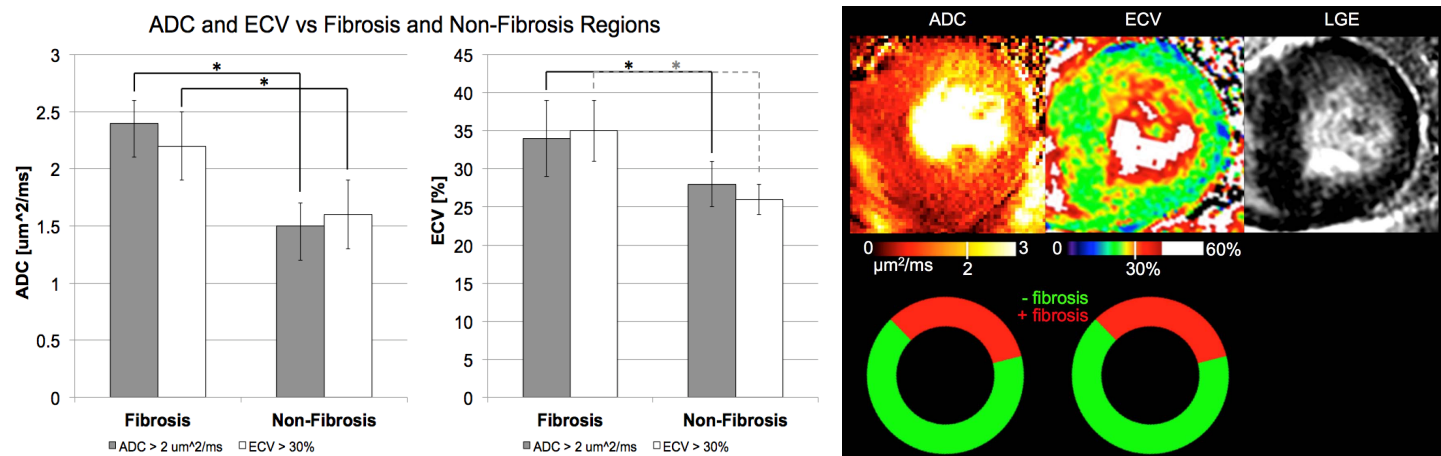 ADC and ECV vs Fibrosis and Non-Fibrosis Regions
ADC [um^2/ms]
3
2.5
2
1.5
1
0.5
0
* *
Fibrosis Non-Fibrosis
ADC > 2 um^2/ms ECV > 30%
ECV [%]
45
40
35
30
25
20
15
10
5
0
* *
Fibrosis Non-Fibrosis
ADC > 2 um^2/ms ECV > 30%
ADC ECV LGE
0 3 0 60%
µm²/ms 2 30%
- fibrosis
+ fibrosis